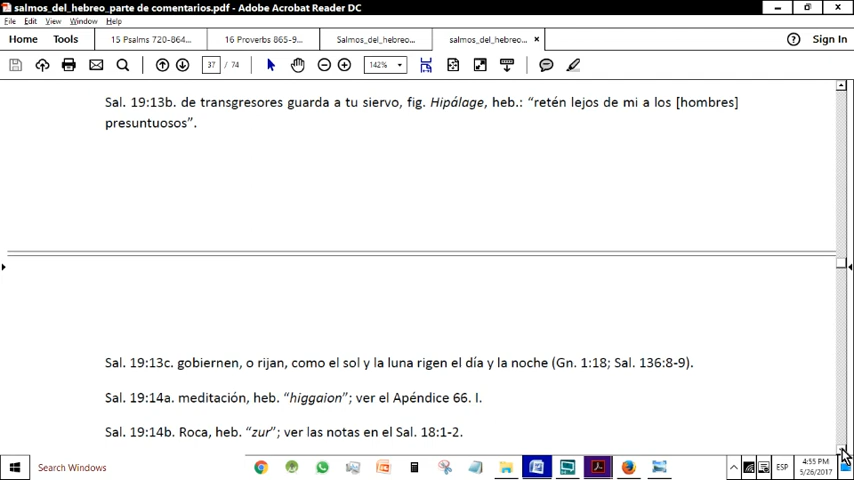 salmos_del_hebreo_parte de comentarios.pdf - Adobe Acrobat Reader DC
File Edit View Window Help
Home Tools 15 Psalms 720-864... 16 Proverbs 865-9... Salmos_del_hebreo... salmos_del_hebreo... × ? Sign In
37 / 74 142%
Sal. 19:13b. de transgresores guarda a tu siervo, fig. Hipálage, heb.: “retén lejos de mi a los [hombres]
presuntuosos”.
Sal. 19:13c. gobiernen, o rijan, como el sol y la luna rigen el día y la noche (Gn. 1:18; Sal. 136:8-9).
Sal. 19:14a. meditación, heb. “higgaion”; ver el Apéndice 66. I.
Sal. 19:14b. Roca, heb. “zur”; ver las notas en el Sal. 18:1-2.
Search Windows ESP 4:55 PM
5/26/2017